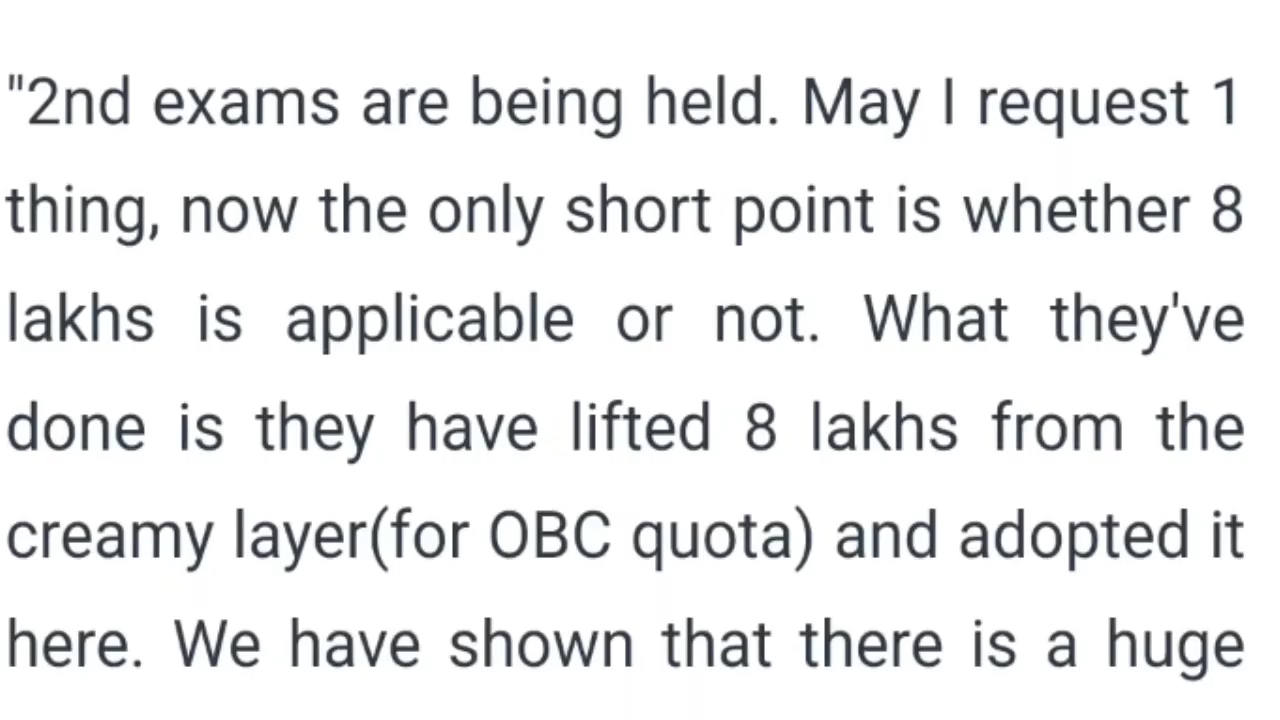 "2nd exams are being held. May I request 1
thing, now the only short point is whether 8
lakhs is applicable or not. What they've
done is they have lifted 8 lakhs from the
creamy layer(for OBC quota) and adopted it
here. We have shown that there is a huge